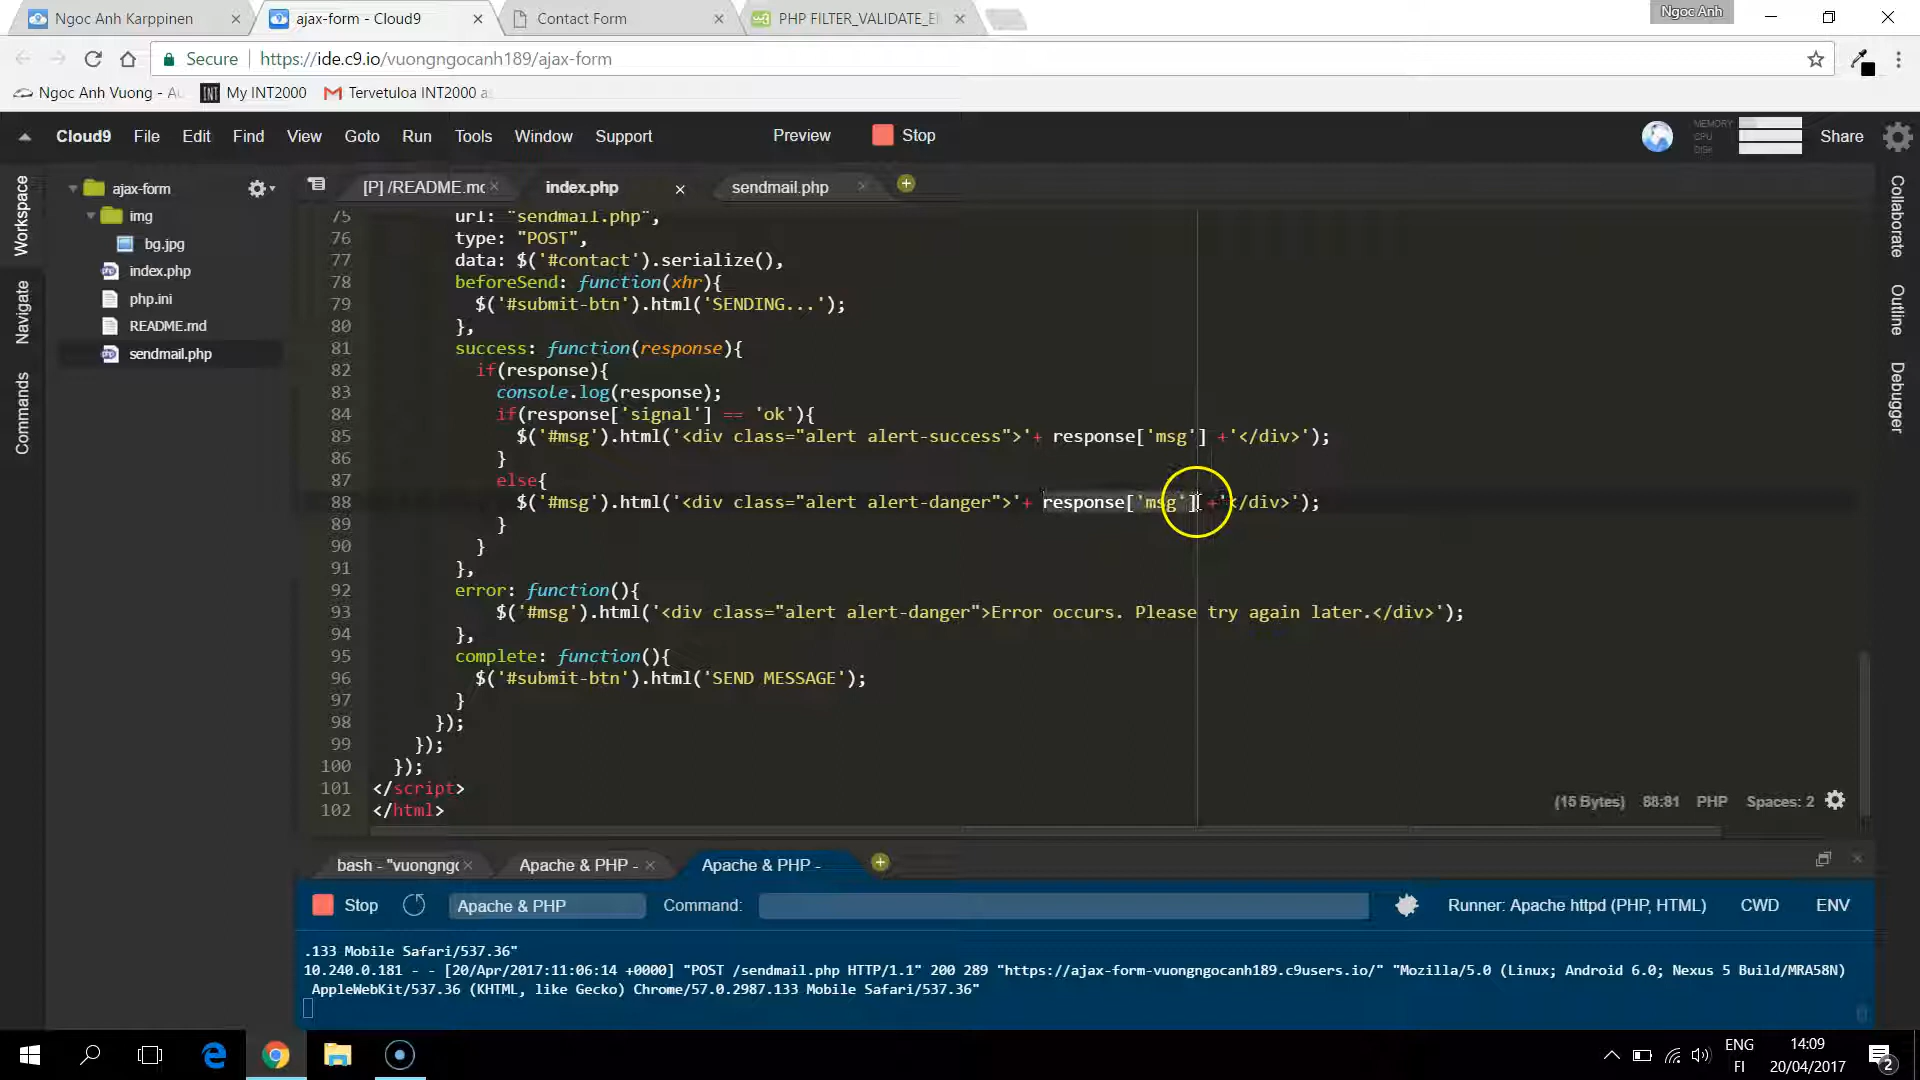 Ngoc Anh Karppinen
ajax-form - Cloud9
Contact Form
PHP FILTER_VALIDATE_E
Ngoc Anh
Secure
https://ide.c9.io/vuongngocanh189/ajax-form
Ngoc Anh Vuong - Au
INT
My INT2000
Tervetuloa INT2000 a
Cloud9
File
Edit
Find
View
Goto
Run
Tools
Window
Support
Preview
Stop
MEMORY
CPU
DISK
Share
Workspace
Navigate
Commands
ajax-form
img
bg.jpg
index.php
php.ini
README.md
sendmail.php
[P] /README.mc
index.php
sendmail.php
75 url: "sendmail.php",
76 type: "POST",
77 data: $('#contact').serialize(),
78 beforeSend: function(xhr){
79 $('#submit-btn').html('SENDING...');
80 },
81 success: function(response){
82 if(response){
83 console.log(response);
84 if(response['signal'] == 'ok'){
85 $('#msg').html('<div class="alert alert-success">'+ response['msg'] +'</div>');
86 }
87 else{
88 $('#msg').html('<div class="alert alert-danger">'+ response['msg'] +'</div>');
89 }
90 }
91 },
92 error: function(){
93 $('#msg').html('<div class="alert alert-danger">Error occurs. Please try again later.</div>');
94 },
95 complete: function(){
96 $('#submit-btn').html('SEND MESSAGE');
97 }
98 });
99 });
100 });
101 </script>
102 </html>
(15 Bytes)
88:81
PHP
Spaces: 2
Collaborate
Outline
Debugger
bash - "vuongngo
Apache & PHP -
Apache & PHP -
Stop
Apache & PHP
Command:
Runner: Apache httpd (PHP, HTML)
CWD
ENV
.133 Mobile Safari/537.36"
10.240.0.181 - - [20/Apr/2017:11:06:14 +0000] "POST /sendmail.php HTTP/1.1" 200 289 "https://ajax-form-vuongngocanh189.c9users.io/" "Mozilla/5.0 (Linux; Android 6.0; Nexus 5 Build/MRA58N)
AppleWebKit/537.36 (KHTML, like Gecko) Chrome/57.0.2987.133 Mobile Safari/537.36"
ENG
FI
14:09
20/04/2017
2